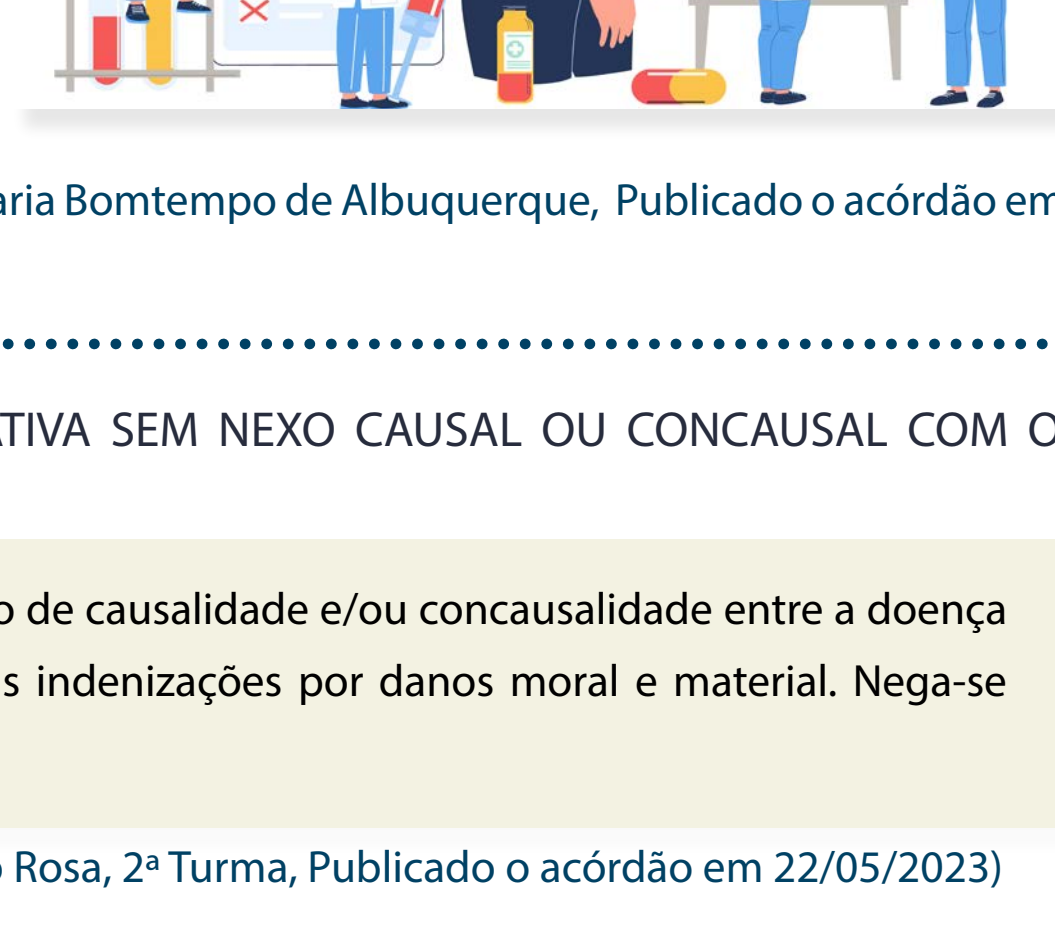 aria Bomtempo de Albuquerque, Publicado o acórdão em
ATIVA SEM NEXO CAUSAL OU CONCAUSAL COM O
o de causalidade e/ou concausalidade entre a doença
s indenizações por danos moral e material. Nega-se
o Rosa, 2ª Turma, Publicado o acórdão em 22/05/2023)